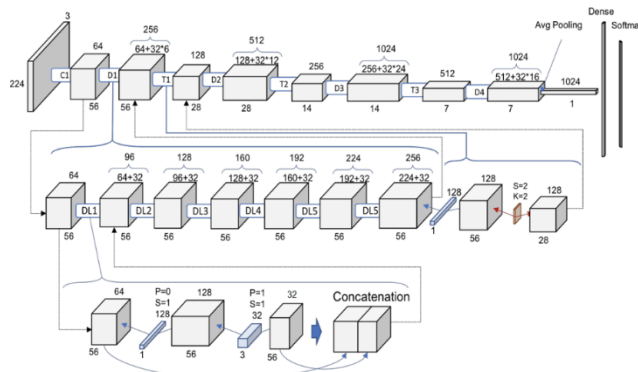 3
224
C1
64
56
D1
256
64+32*6
56
T1
128
28
D2
512
128+32*12
28
T2
256
14
D3
1024
256+32*24
14
T3
512
7
D4
1024
512+32*16
7
1024
1
Avg Pooling
Dense
Softma
64
56
DL1
96
64+32
56
DL2
128
96+32
56
DL3
160
128+32
56
DL4
192
160+32
56
DL5
224
192+32
56
DL5
256
224+32
56
128
1
128
56
S=2
K=2
128
28
64
56
P=0
S=1
128
1
128
56
P=1
S=1
32
3
32
56
Concatenation